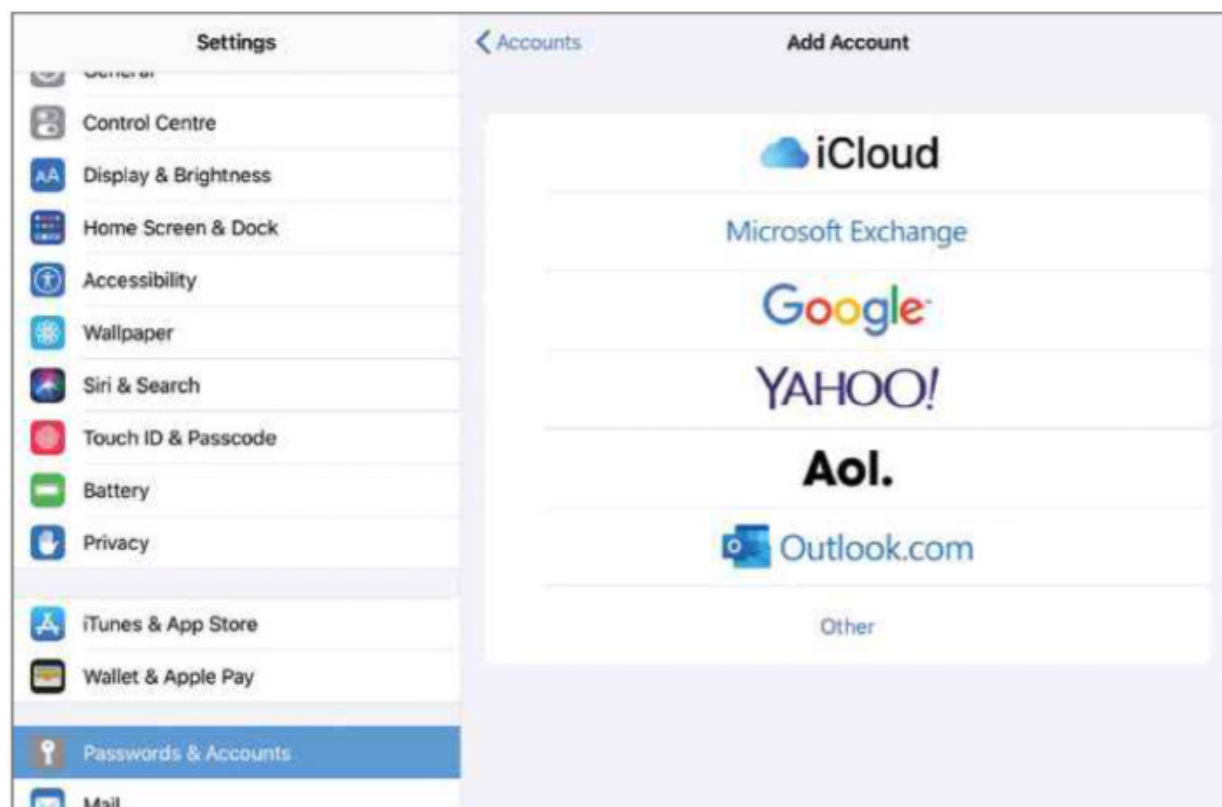 Settings
General
Control Centre
Display & Brightness
Home Screen & Dock
Accessibility
Wallpaper
Siri & Search
Touch ID & Passcode
Battery
Privacy
iTunes & App Store
Wallet & Apple Pay
Passwords & Accounts
Mail
Accounts
Add Account
iCloud
Microsoft Exchange
Google
YAHOO!
Aol.
Outlook.com
Other